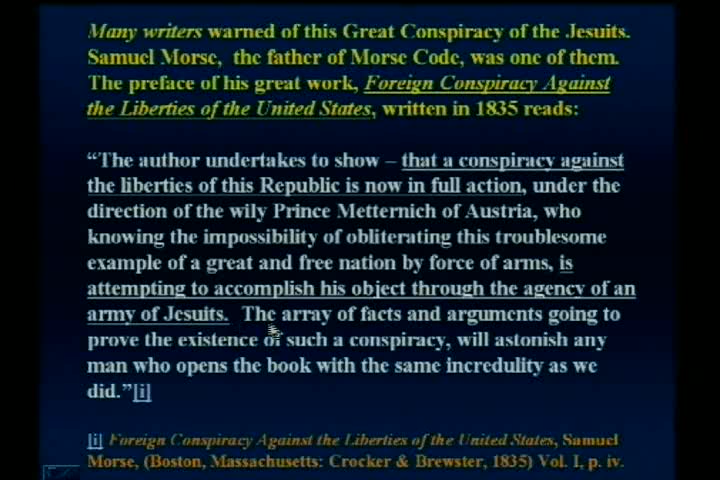 Many writers warned of this Great Conspiracy of the Jesuits.
Samuel Morse, the father of Morse Code, was one of them.
The preface of his great work, Foreign Conspiracy Against
the Liberties of the United States, written in 1835 reads:
“The author undertakes to show – that a conspiracy against
the liberties of this Republic is now in full action, under the
direction of the wily Prince Metternich of Austria, who
knowing the impossibility of obliterating this troublesome
example of a great and free nation by force of arms, is
attempting to accomplish his object through the agency of an
army of Jesuits. The array of facts and arguments going to
prove the existence of such a conspiracy, will astonish any
man who opens the book with the same incredulity as we
did.”[i]
[i] Foreign Conspiracy Against the Liberties of the United States, Samuel
Morse, (Boston, Massachusetts: Crocker & Brewster, 1835) Vol. I, p. iv.